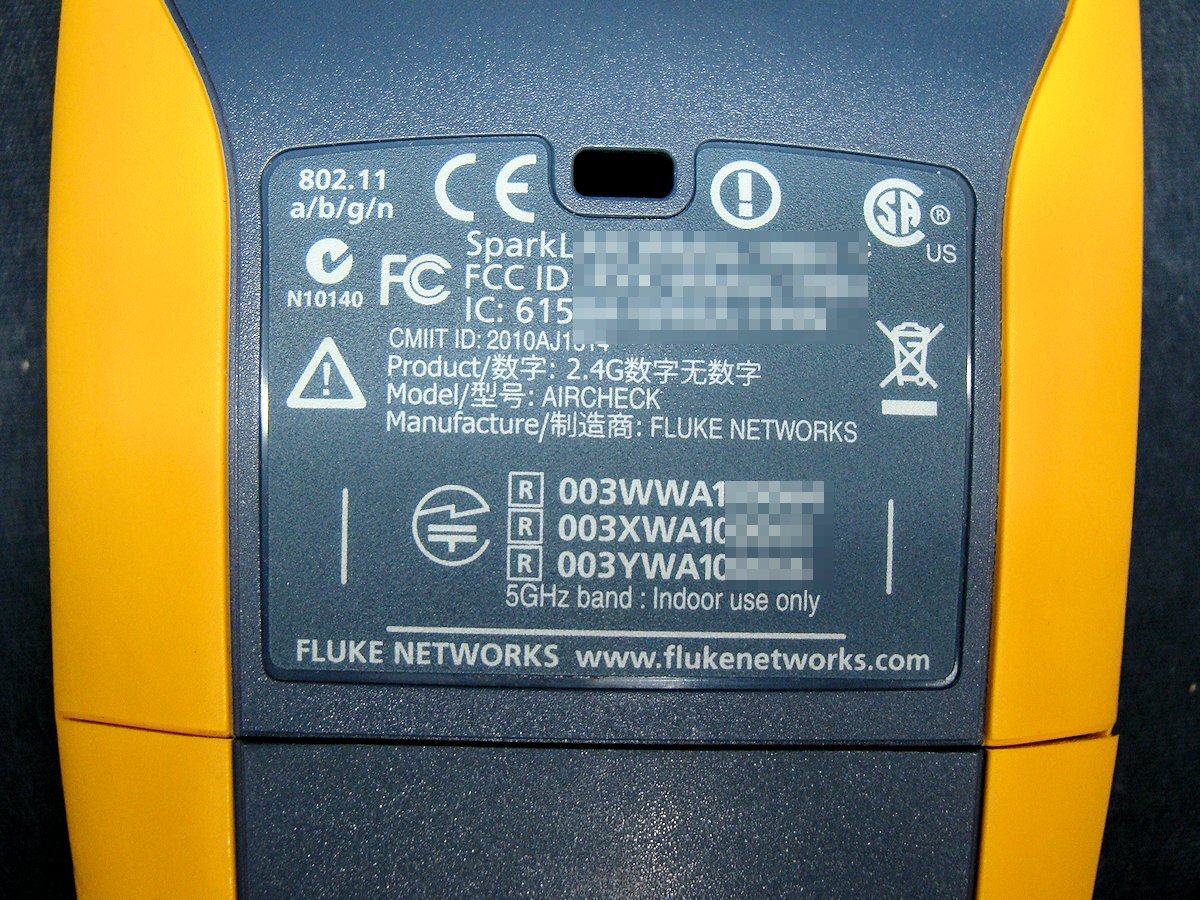 802.11
a/b/g/n
CE
SA ®
US
N10140
FC
SparkL
FCC ID
IC: 615
CMIIT ID:
Product/数字: 2.4G数字无数字
Model/型号: AIRCHECK
Manufacture/制造商: FLUKE NETWORKS
R 003WWA1
R 003XWA10
R 003YWA10
5GHz band : Indoor use only
FLUKE NETWORKS www.flukenetworks.com